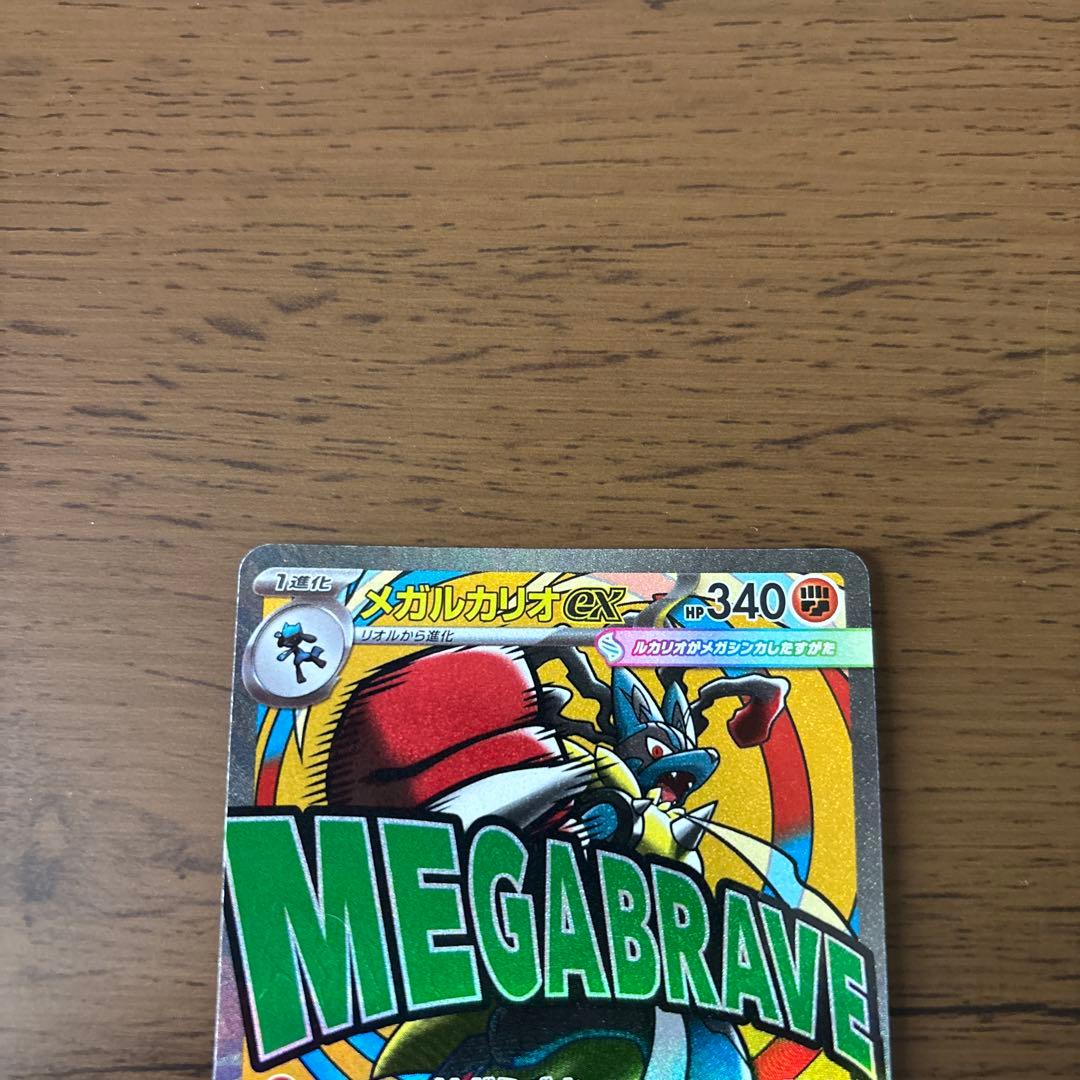 1進化
メガルカリオex
HP340
リオルから進化
ルカリオがメガシンカしたすがた
MEGABRAVE